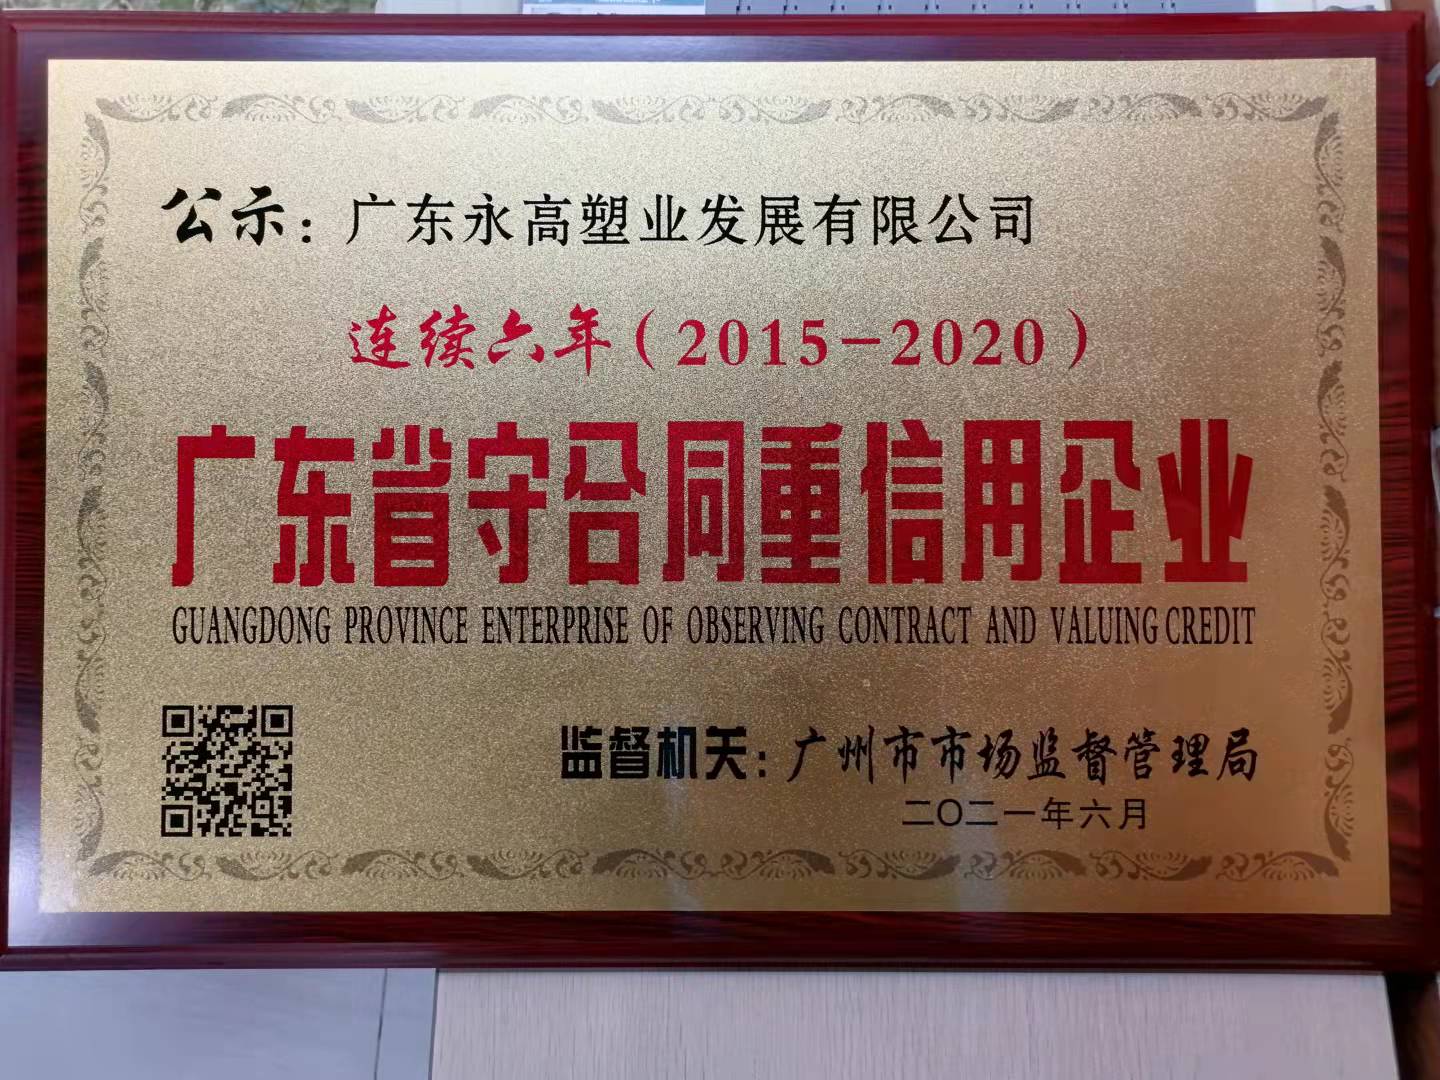 公示：广东永高塑业发展有限公司
连续六年（2015-2020）
广东省守合同重信用企业
GUANGDONG PROVINCE ENTERPRISE OF OBSERVING CONTRACT AND VALUING CREDIT
监督机关：广州市市场监督管理局
二〇二一年六月